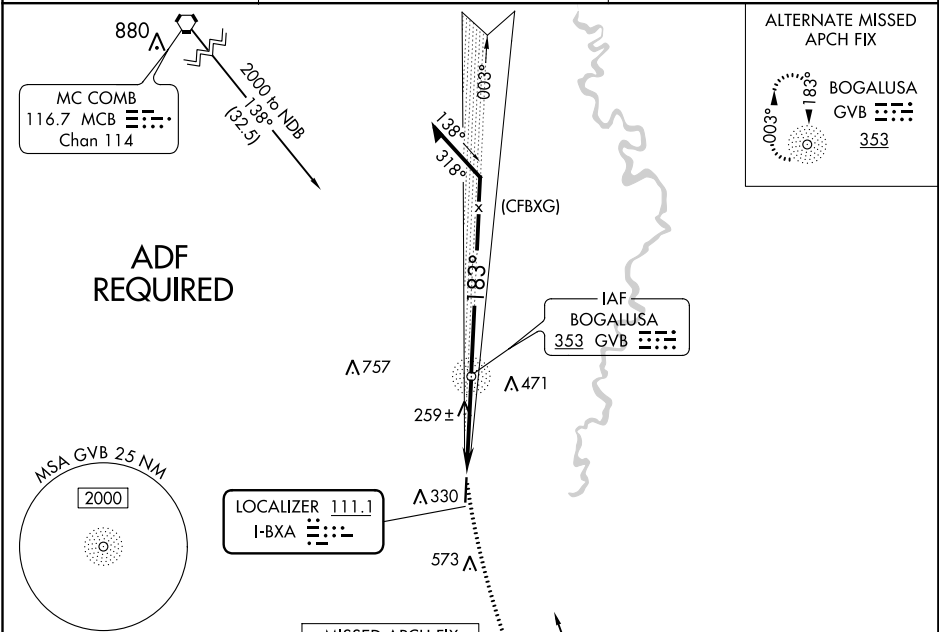 880
MC COMB
116.7 MCB
Chan 114
2000 to NDB
138°
(32.5)
ADF
REQUIRED
003°
138°
318°
(CFBXG)
183°
IAF
BOGALUSA
353 GVB
757
471
259±
330
573
LOCALIZER 111.1
I-BXA
MSA GVB 25 NM
2000
ALTERNATE MISSED
APCH FIX
003°
183°
BOGALUSA
GVB
353
MISSED APCH FIX